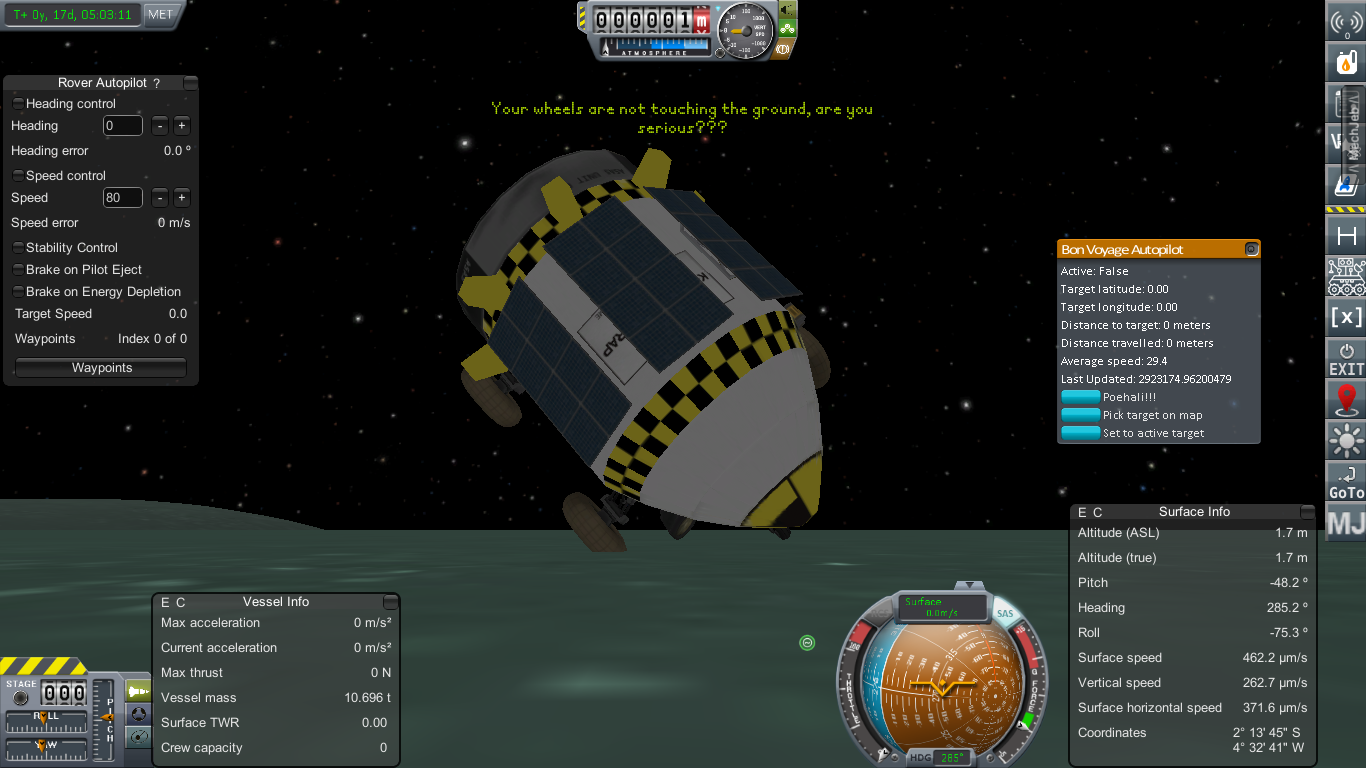 T+ 0y, 17d, 05:03:11 MET
000001m
ATMOSPHERE
Your wheels are not touching the ground, are you
serious???
Rover Autopilot ?
Heading control
Heading 0 - +
Heading error 0.0 º
Speed control
Speed 80 - +
Speed error 0 m/s
Stability Control
Brake on Pilot Eject
Brake on Energy Depletion
Target Speed 0.0
Waypoints Index 0 of 0
Waypoints
Bon Voyage Autopilot
Active: False
Target latitude: 0.00
Target longitude: 0.00
Distance to target: 0 meters
Distance travelled: 0 meters
Average speed: 29.4
Last Updated: 2923174.96200479
Poehali!!!
Pick target on map
Set to active target
0
MechJeb
[x]
EXIT
GoTo
MJ
E C Surface Info
Altitude (ASL) 1.7 m
Altitude (true) 1.7 m
Pitch -48.2 º
Heading 285.2 º
Roll -75.3 º
Surface speed 462.2 µm/s
Vertical speed 262.7 µm/s
Surface horizontal speed 371.6 µm/s
Coordinates 2° 13' 45" S
4° 32' 41" W
E C Vessel Info
Max acceleration 0 m/s²
Current acceleration 0 m/s²
Max thrust 0 N
Vessel mass 10.696 t
Surface TWR 0.00
Crew capacity 0
STAGE 000
ROLL
YAW
PITCH
Surface
0.0m/s
SAS
THROTTLE
G FORCE
HDG 285°